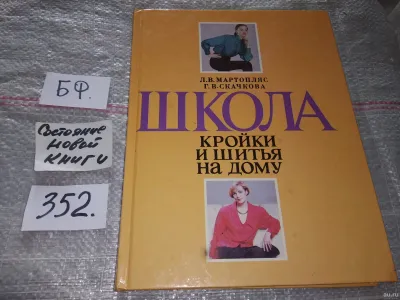 Л.В. МАРТОПЛЯС
Г.В. СКАЧКОВА
ШКОЛА
КРОЙКИ
И ШИТЬЯ
НА ДОМУ
БФ.
Состояние
новой
книги
352.